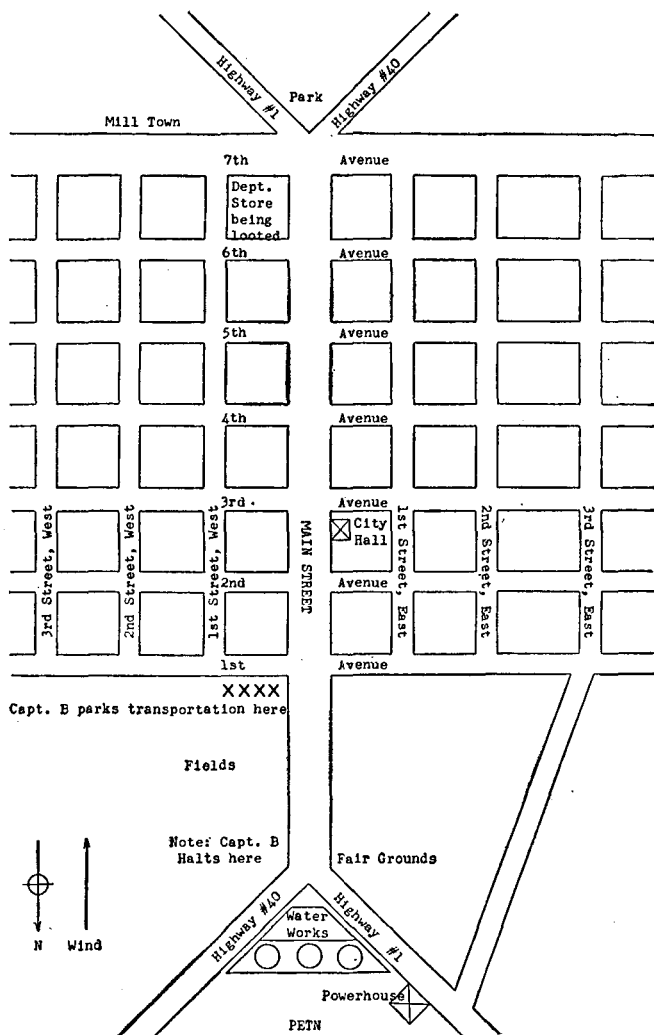 Highway #1
Park
Highway #40
Mill Town
7th Avenue
Dept.
Store
being
looted
6th Avenue
5th Avenue
4th Avenue
3rd. Avenue
City
Hall
3rd Street, West
2nd Street, West
1st Street, West
MAIN STREET
1st Street, East
2nd Street, East
3rd Street, East
2nd Avenue
1st Avenue
XXXX
Capt. B parks transportation here
Fields
Note: Capt. B
Halts here
Fair Grounds
N Wind
Highway #40
Water
Works
Highway #1
Powerhouse
PETN